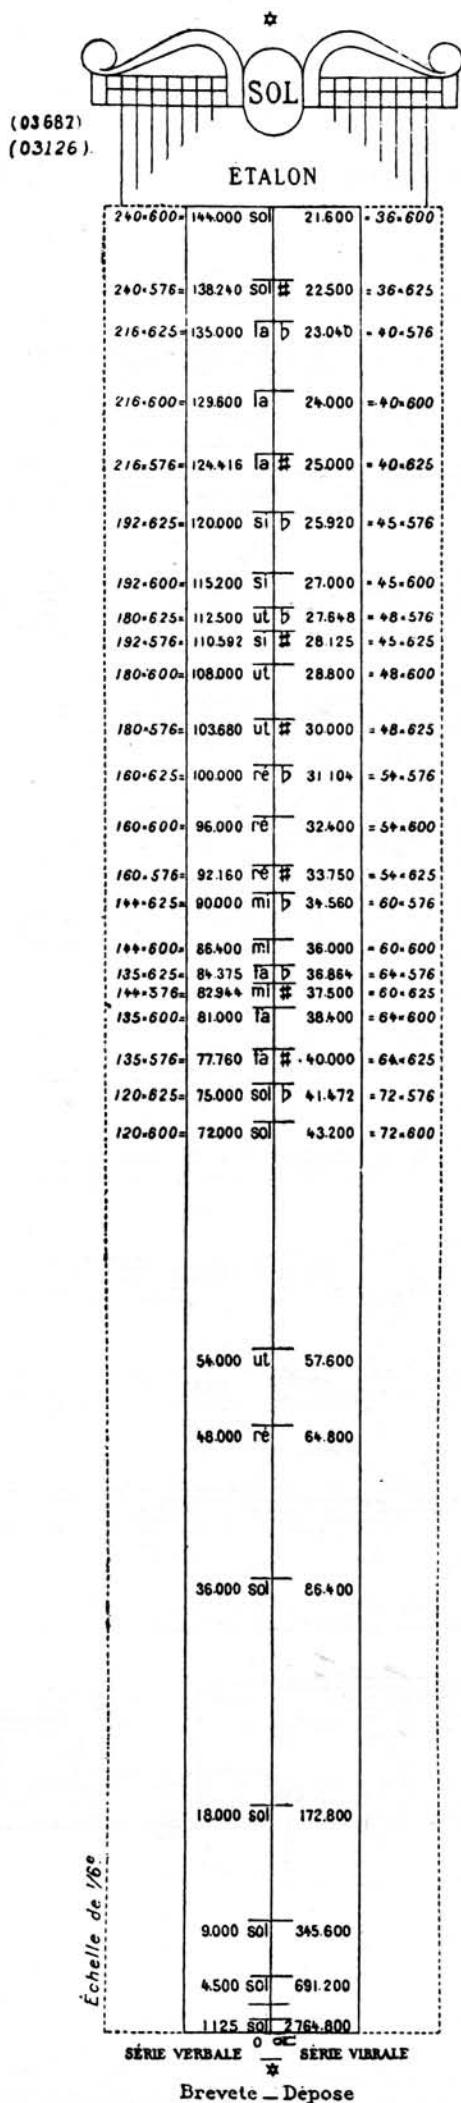 SOL
(03682)
(03126).
ETALON
240×600= 144.000 sol 21.600 = 36×600
240×576= 138.240 sol # 22.500 = 36×625
216×625= 135.000 la ♭ 23.040 = 40×576
216×600= 129.600 la 24.000 = 40×600
216×576= 124.416 la # 25.000 = 40×625
192×625= 120.000 si ♭ 25.920 = 45×576
192×600= 115.200 si 27.000 = 45×600
180×625= 112.500 ut ♭ 27.648 = 48×576
192×576= 110.592 si # 28.125 = 45×625
180×600= 108.000 ut 28.800 = 48×600
180×576= 103.680 ut # 30.000 = 48×625
160×625= 100.000 ré ♭ 31 104 = 54×576
160×600= 96.000 ré 32.400 = 54×600
160×576= 92.160 ré # 33.750 = 54×625
144×625= 90.000 mi ♭ 34.560 = 60×576
144×600= 86.400 mi 36.000 = 60×600
135×625= 84.375 fa ♭ 36.864 = 64×576
144×576= 82.944 mi # 37.500 = 60×625
135×600= 81.000 fa 38.400 = 64×600
135×576= 77.760 fa # 40.000 = 64×625
120×625= 75.000 sol ♭ 41.472 = 72×576
120×600= 72.000 sol 43.200 = 72×600
54.000 ut 57.600
48.000 ré 64.800
36.000 sol 86.400
18.000 sol 172.800
9.000 sol 345.600
4.500 sol 691.200
1125 sol 2764.800
Échelle de 1/6e
SÉRIE VERBALE SÉRIE VIBRALE
Breveté _ Déposé